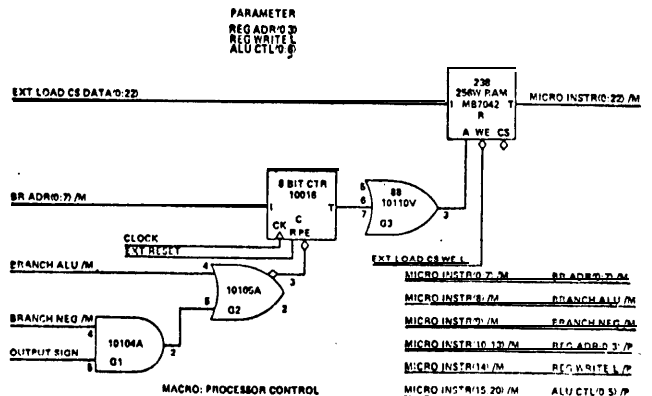 PARAMETER
REG ADR(0:3)
REG WRITE L
ALU CTL(0:6)
EXT LOAD CS DATA(0:22)
238
256W RAM
MB7042
R
I
T
A WE CS
MICRO INSTR(0:22) /M
8 BIT CTR
10016
I
T
C
CK
R PE
BR ADR(0:7) /M
5
6
7
88
10110V
G3
3
CLOCK
EXT RESET
BRANCH ALU /M
4
5
10105A
G2
3
2
BRANCH NEG /M
4
OUTPUT SIGN
5
10104A
G1
2
EXT LOAD CS WE L
MICRO INSTR(0:7) /M BR ADR(0:7) /M
MICRO INSTR(8) /M BRANCH ALU /M
MICRO INSTR(9) /M BRANCH NEG /M
MICRO INSTR(10:13) /M REG ADR(0:3) /P
MICRO INSTR(14) /M REG WRITE L /P
MICRO INSTR(15:20) /M ALU CTL(0:5) /P
MACRO: PROCESSOR CONTROL